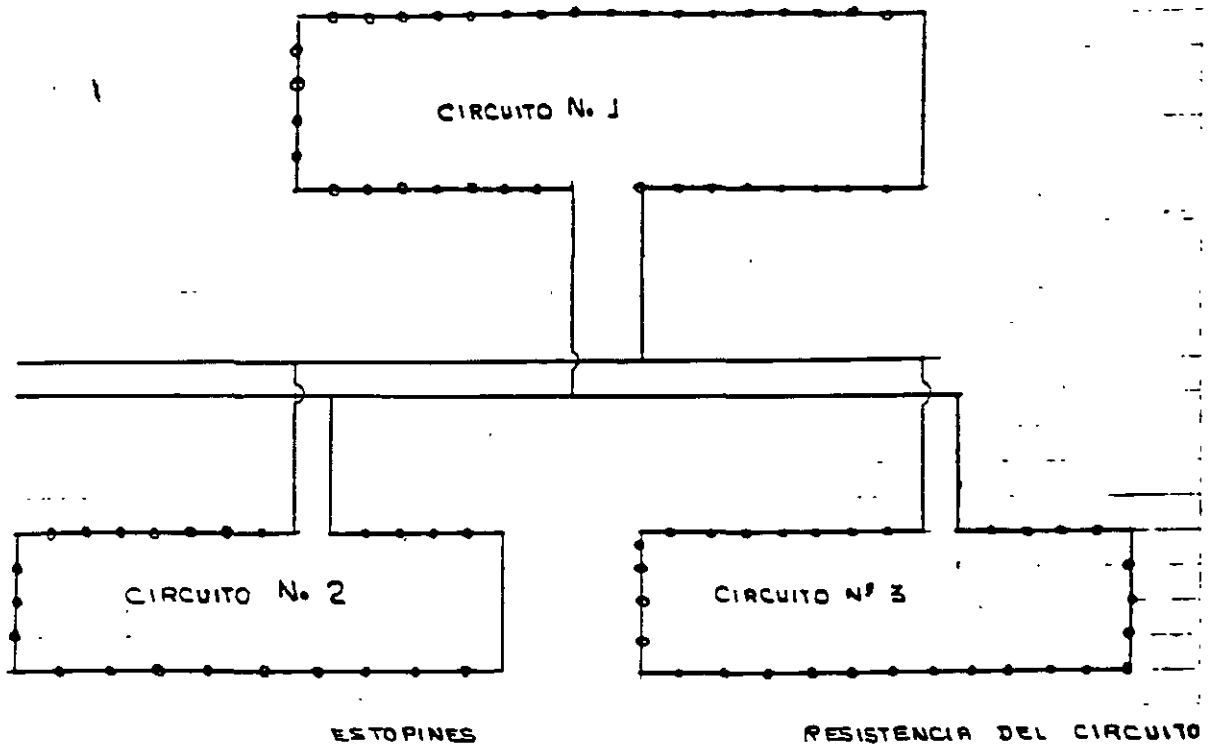 CIRCUITO No. 1
CIRCUITO No. 2
CIRCUITO Nº 3
ESTOPINES
RESISTENCIA DEL CIRCUITO